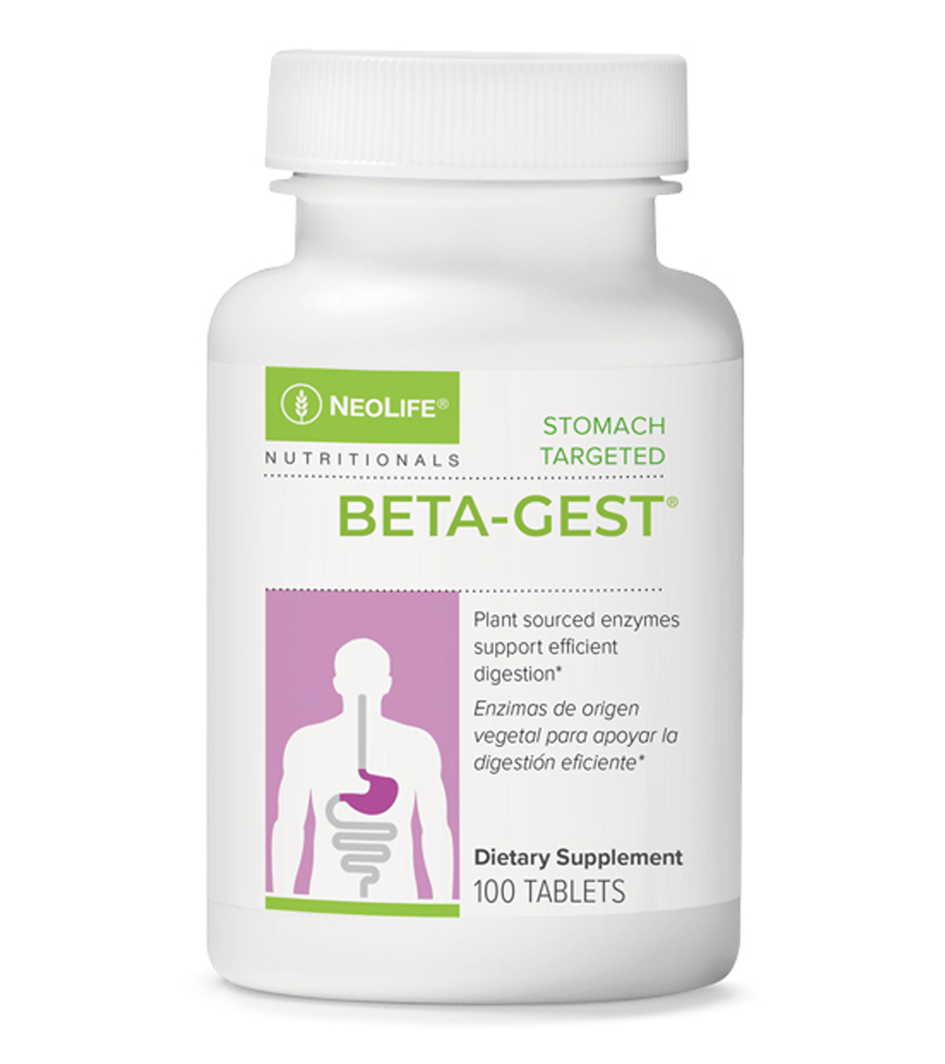 NEOLIFE®
NUTRITIONALS
STOMACH
TARGETED
BETA-GEST®
Plant sourced enzymes
support efficient
digestion*
Enzimas de origen
vegetal para apoyar la
digestión eficiente*
Dietary Supplement
100 TABLETS